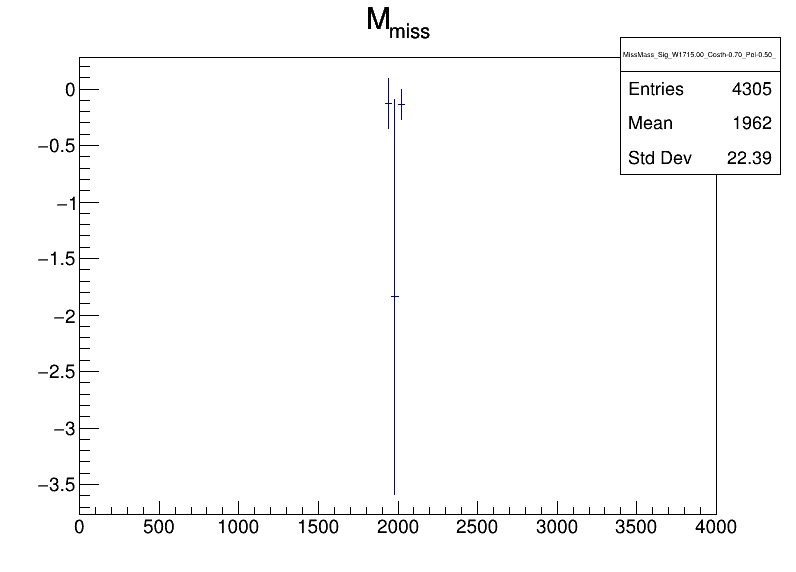 M_miss
MissMass_Sig_W1715.00_Costh-0.70_Pol-0.50_
Entries 4305
Mean 1962
Std Dev 22.39
0
−0.5
−1
−1.5
−2
−2.5
−3
−3.5
0 500 1000 1500 2000 2500 3000 3500 4000